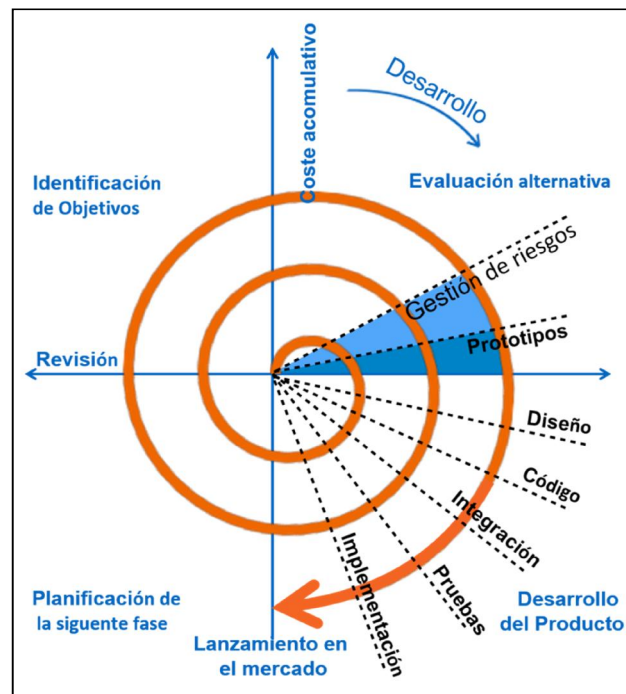 Coste acomulativo
Desarrollo
Identificación
de Objetivos
Evaluación alternativa
Gestión de riesgos
Prototipos
Revisión
Diseño
Código
Integración
Pruebas
Implementación
Planificación de
la siguente fase
Lanzamiento en
el mercado
Desarrollo
del Producto